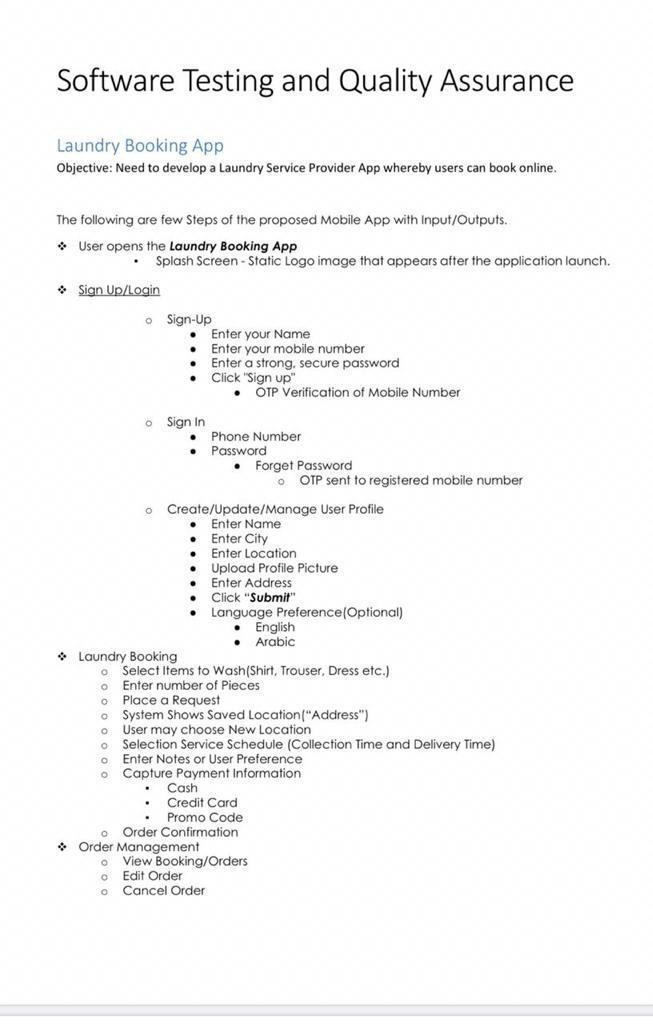 Software Testing and Quality Assurance
Laundry Booking App
Objective: Need to develop a Laundry Service Provider App whereby users can book online.
The following are few Steps of the proposed Mobile App with Input/Outputs.
❖ User opens the Laundry Booking App
• Splash Screen - Static Logo image that appears after the application launch.
❖ Sign Up/Login
o Sign-Up
• Enter your Name
• Enter your mobile number
• Enter a strong, secure password
• Click "Sign up"
• OTP Verification of Mobile Number
o Sign In
• Phone Number
• Password
• Forget Password
o OTP sent to registered mobile number
o Create/Update/Manage User Profile
• Enter Name
• Enter City
• Enter Location
• Upload Profile Picture
• Enter Address
• Click “Submit”
• Language Preference(Optional)
• English
• Arabic
❖ Laundry Booking
o Select Items to Wash(Shirt, Trouser, Dress etc.)
o Enter number of Pieces
o Place a Request
o System Shows Saved Location(“Address”)
o User may choose New Location
o Selection Service Schedule (Collection Time and Delivery Time)
o Enter Notes or User Preference
o Capture Payment Information
• Cash
• Credit Card
• Promo Code
o Order Confirmation
❖ Order Management
o View Booking/Orders
o Edit Order
o Cancel Order